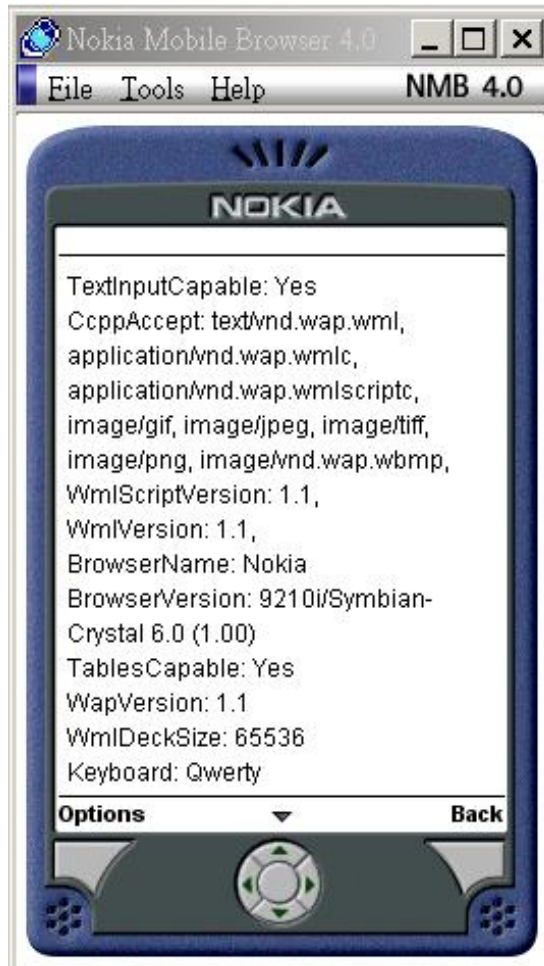 Nokia Mobile Browser 4.0
File Tools Help NMB 4.0
NOKIA
TextInputCapable: Yes
CcppAccept: text/vnd.wap.wml,
application/vnd.wap.wmlc,
application/vnd.wap.wmlscriptc,
image/gif, image/jpeg, image/tiff,
image/png, image/vnd.wap.wbmp,
WmlScriptVersion: 1.1,
WmlVersion: 1.1,
BrowserName: Nokia
BrowserVersion: 9210i/Symbian-
Crystal 6.0 (1.00)
TablesCapable: Yes
WapVersion: 1.1
WmlDeckSize: 65536
Keyboard: Qwerty
Options Back